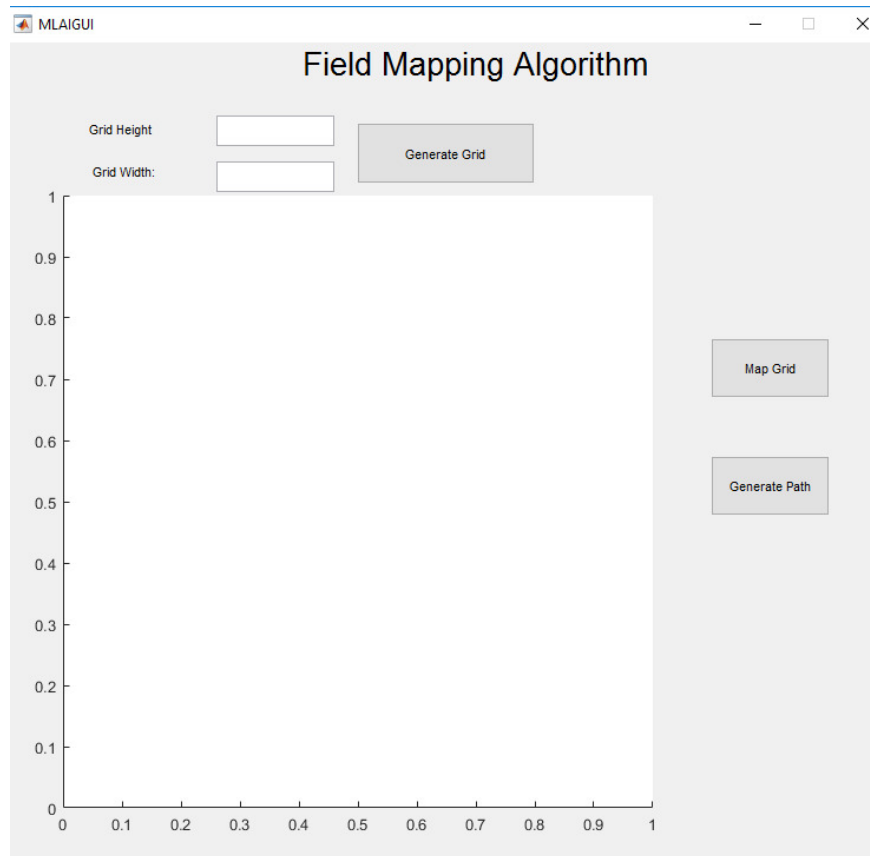 MLAIGUI
Field Mapping Algorithm
Grid Height
Generate Grid
Grid Width:
1
0.9
0.8
Map Grid
0.7
0.6
Generate Path
0.5
0.4
0.3
0.2
0.1
0
0 0.1 0.2 0.3 0.4 0.5 0.6 0.7 0.8 0.9 1